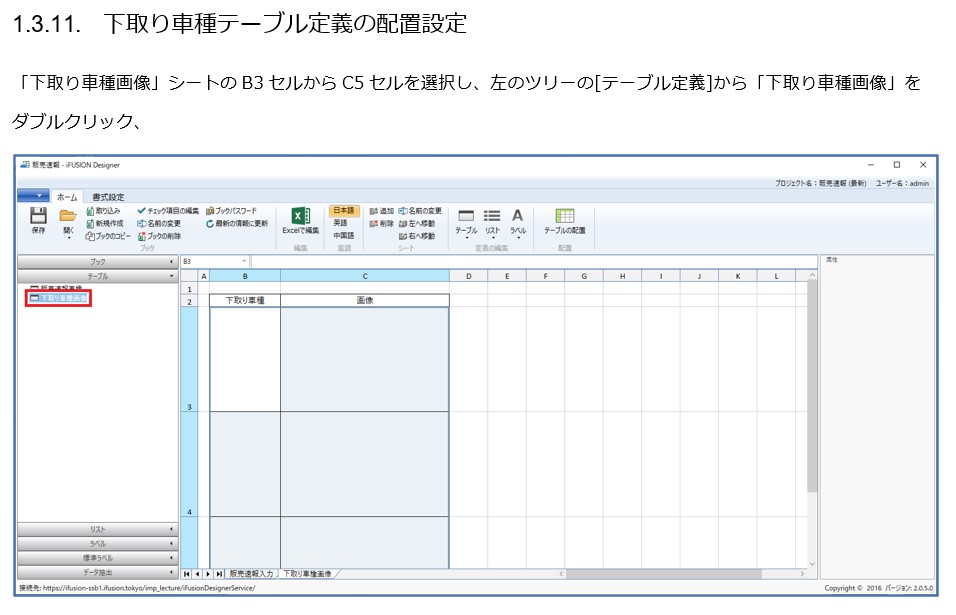 1.3.11. 下取り車種テーブル定義の配置設定
「下取り車種画像」シートの B3 セルから C5 セルを選択し、左のツリーの[テーブル定義]から「下取り車種画像」を
ダブルクリック、
販売速報 - iFUSION Designer
プロジェクト名：販売速報 (最新) ユーザー名：admin
ホーム 書式設定
保存 開く 取り込み チェック項目の編集 ブックパスワード
新規作成 名前の変更 最新の情報に更新
ブックのコピー ブックの削除
ブック
Excelで編集
編集
日本語
英語
中国語
言語
追加 名前の変更
削除 左へ移動
右へ移動
シート
テーブル リスト ラベル
定義の編集
テーブルの配置
配置
ブック
テーブル
下取り車種画像
リスト
ラベル
標準ラベル
データ抽出
B3
属性
A B C D E F G H I J K L
1
2 下取り車種 画像
3
4
販売速報入力 下取り車種画像
接続先: https://ifusion-ssb1.ifusion.tokyo/imp_lecture/iFusionDesignerService/
Copyright © 2016 バージョン: 2.0.5.0